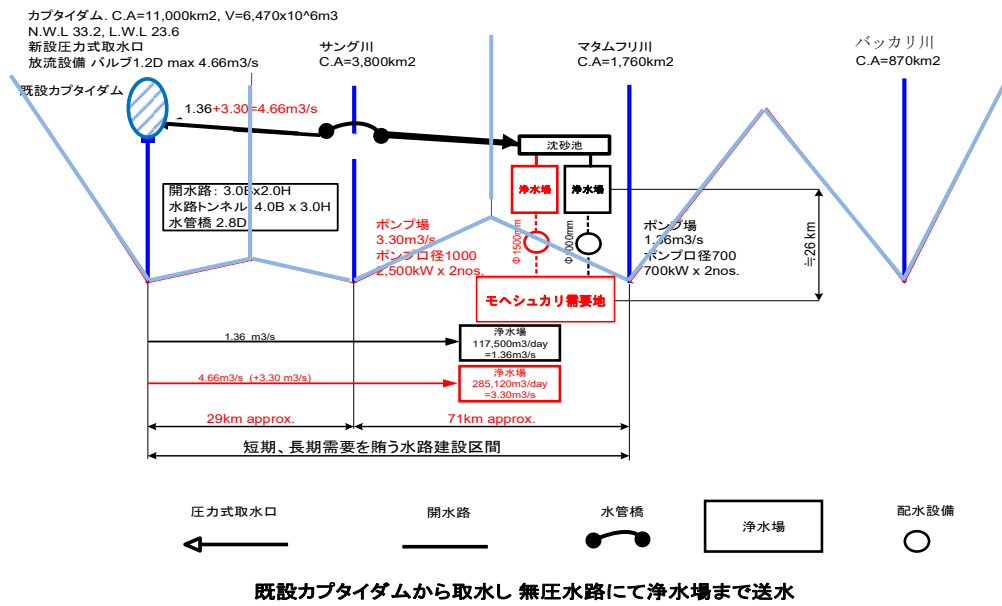 カプタイダム. C.A=11,000km2, V=6,470x10^6m3
N.W.L 33.2, L.W.L 23.6
新設圧力式取水口
放流設備 バルブ1.2D max 4.66m3/s
既設カプタイダム
サング川
C.A=3,800km2
マタムフリ川
C.A=1,760km2
バッカリ川
C.A=870km2
1.36+3.30=4.66m3/s
沈砂池
浄水場
浄水場
開水路: 3.0Bx2.0H
水路トンネル 4.0B x 3.0H
水管橋 2.8D
ポンプ場
3.30m3/s
ポンプロ径1000
2,500kW x 2nos.
Φ1500mm
ポンプ場
1.36m3/s
ポンプロ径700
700kW x 2nos.
≒26 km
モヘシュカリ需要地
1.36 m3/s
浄水場
117,500m3/day
=1.36m3/s
4.66m3/s (+3.30 m3/s)
浄水場
285,120m3/day
=3.30m3/s
29km approx.
71km approx.
短期、長期需要を賄う水路建設区間
圧力式取水口
開水路
水管橋
浄水場
配水設備
既設カプタイダムから取水し 無圧水路にて浄水場まで送水